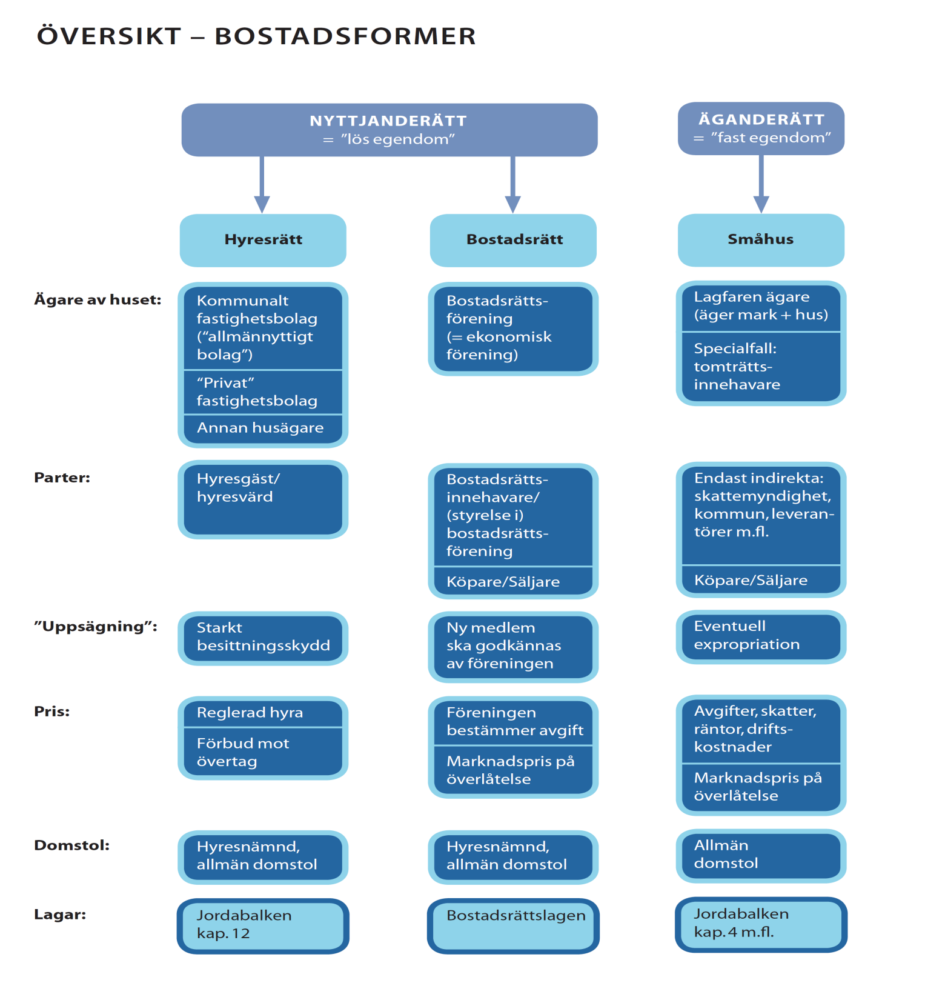 ÖVERSIKT – BOSTADSFORMER
NYTTJANDERÄTT
= ”lös egendom”
ÄGANDERÄTT
= ”fast egendom”
Hyresrätt
Bostadsrätt
Småhus
Ägare av huset:
Kommunalt
fastighetsbolag
(“allmännyttigt
bolag”)
“Privat”
fastighetsbolag
Annan husägare
Bostadsrätts-
förening
(= ekonomisk
förening)
Lagfaren ägare
(äger mark + hus)
Specialfall:
tomträtts-
innehavare
Parter:
Hyresgäst/
hyresvärd
Bostadsrätts-
innehavare/
(styrelse i)
bostadsrätts-
förening
Köpare/Säljare
Endast indirekta:
skattemyndighet,
kommun, leveran-
törer m.fl.
Köpare/Säljare
”Uppsägning”:
Starkt
besittningsskydd
Ny medlem
ska godkännas
av föreningen
Eventuell
expropriation
Pris:
Reglerad hyra
Förbud mot
övertag
Föreningen
bestämmer avgift
Marknadspris på
överlåtelse
Avgifter, skatter,
räntor, drifts-
kostnader
Marknadspris på
överlåtelse
Domstol:
Hyresnämnd,
allmän domstol
Hyresnämnd,
allmän domstol
Allmän
domstol
Lagar:
Jordabalken
kap. 12
Bostadsrättslagen
Jordabalken
kap. 4 m.fl.